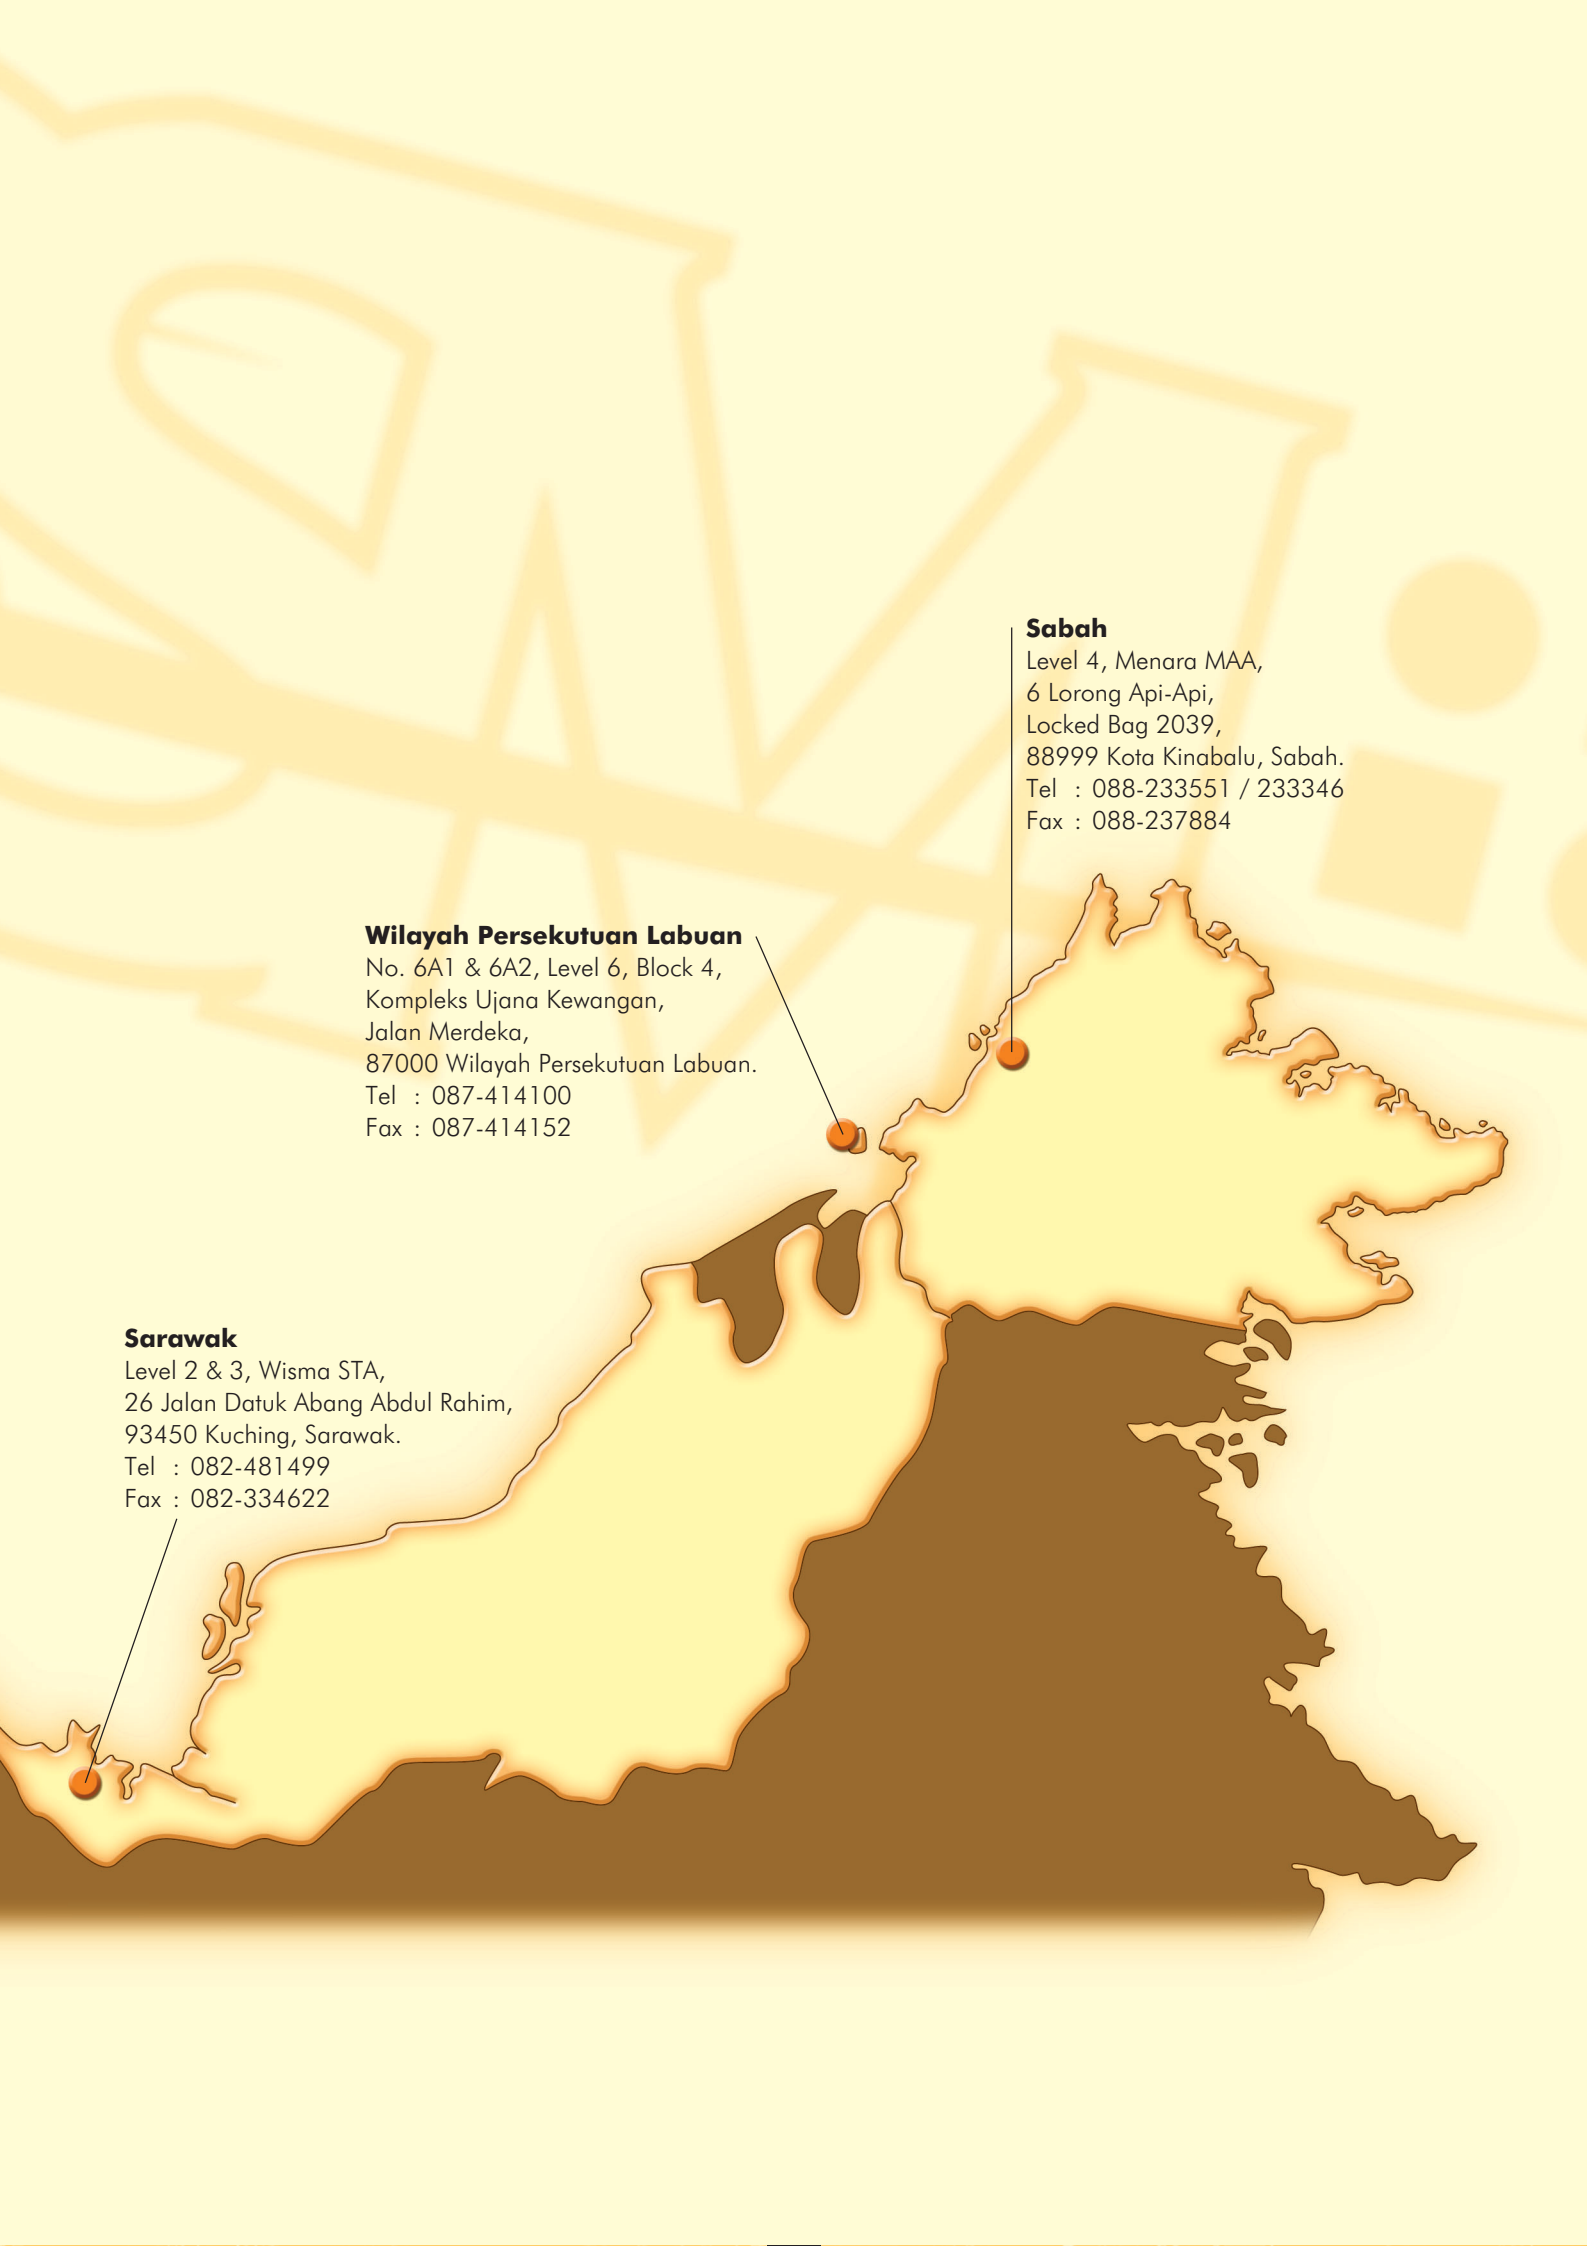 Sabah
Level 4, Menara MAA,
6 Lorong Api-Api,
Locked Bag 2039,
88999 Kota Kinabalu, Sabah.
Tel : 088-233551 / 233346
Fax : 088-237884
Wilayah Persekutuan Labuan
No. 6A1 & 6A2, Level 6, Block 4,
Kompleks Ujana Kewangan,
Jalan Merdeka,
87000 Wilayah Persekutuan Labuan.
Tel : 087-414100
Fax : 087-414152
Sarawak
Level 2 & 3, Wisma STA,
26 Jalan Datuk Abang Abdul Rahim,
93450 Kuching, Sarawak.
Tel : 082-481499
Fax : 082-334622